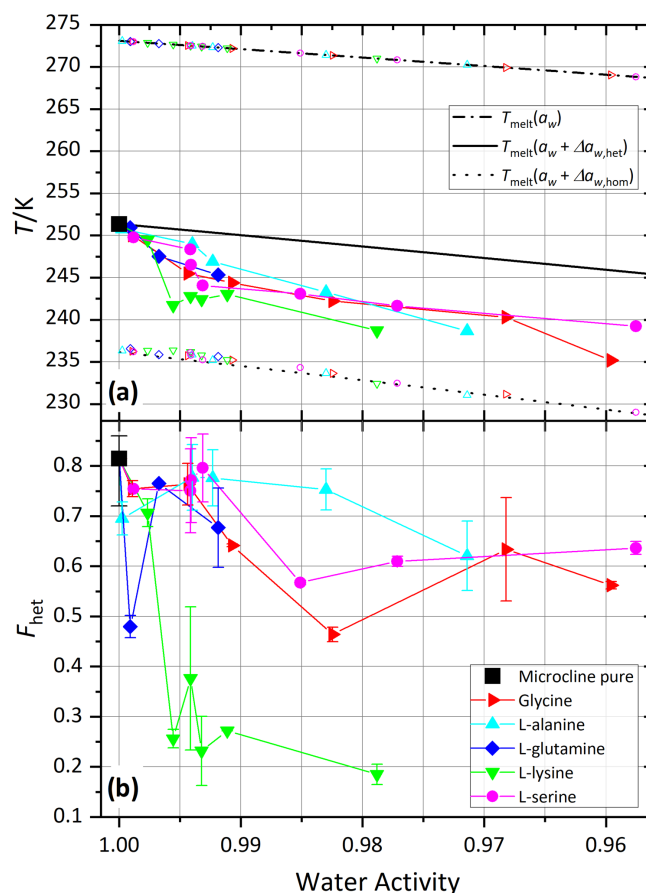 275
270
265
260
255
250
245
240
235
230
T/K
T_melt(a_w)
T_melt(a_w + Δa_w,het)
T_melt(a_w + Δa_w,hom)
(a)
0.8
0.7
0.6
0.5
0.4
0.3
0.2
0.1
F_het
Microcline pure
Glycine
L-alanine
L-glutamine
L-lysine
L-serine
(b)
1.00
0.99
0.98
0.97
0.96
Water Activity